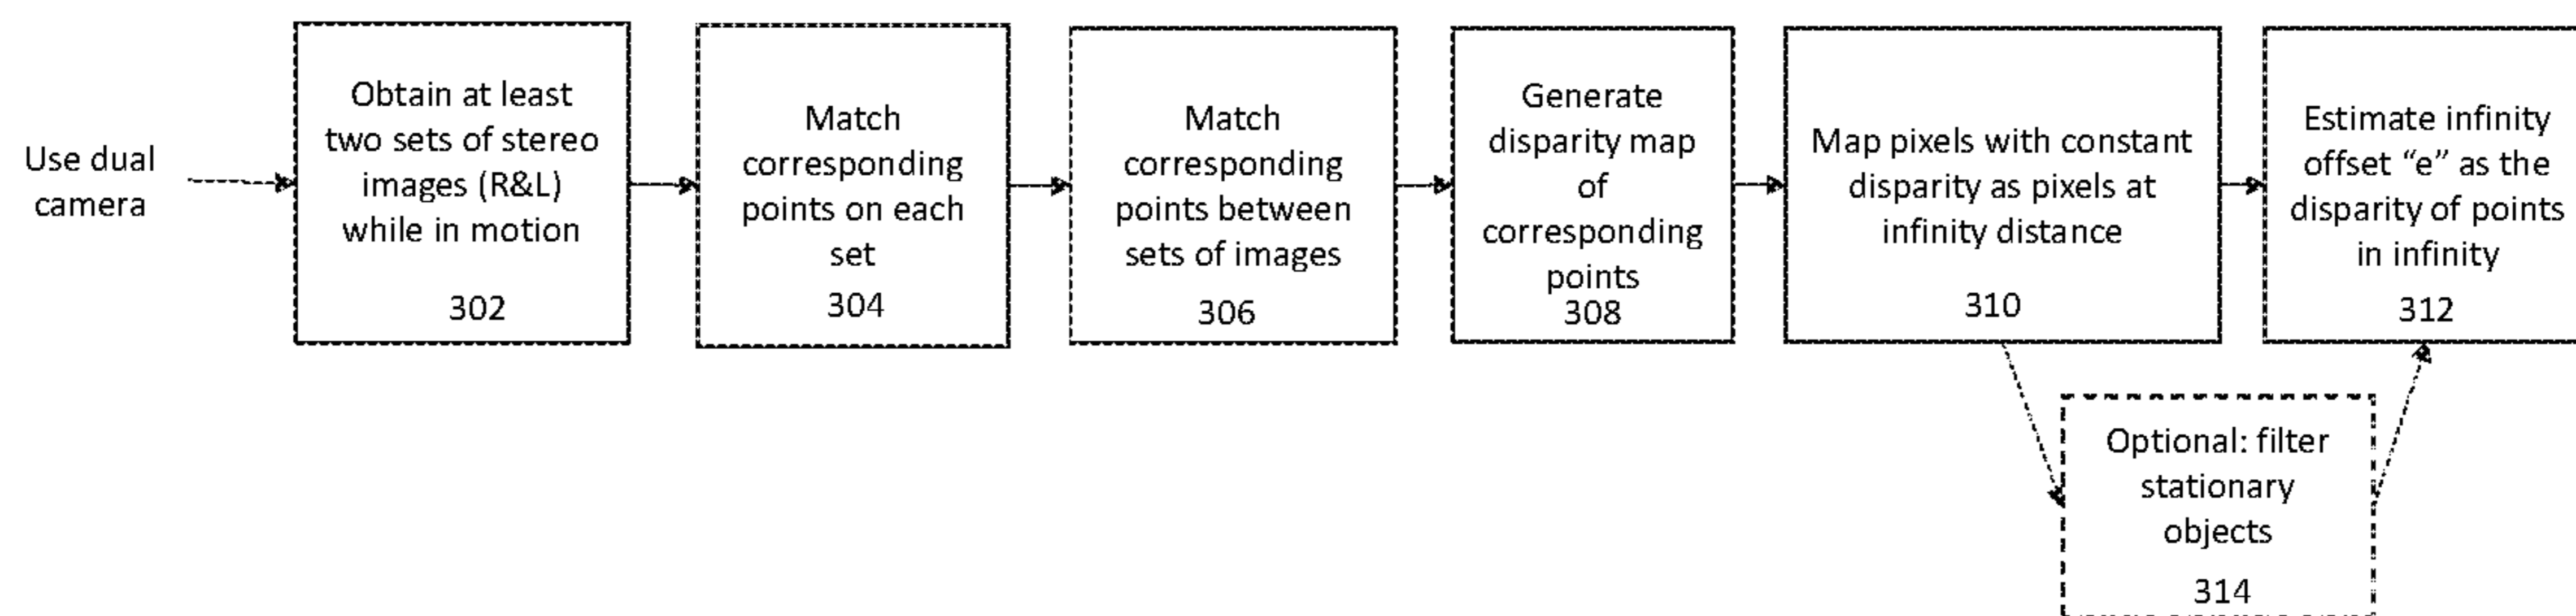 Use dual
camera
Obtain at least
two sets of stereo
images (R&L)
while in motion
302
Match
corresponding
points on each
set
304
Match
corresponding
points between
sets of images
306
Generate
disparity map
of
corresponding
points
308
Map pixels with constant
disparity as pixels at
infinity distance
310
Estimate infinity
offset “e” as the
disparity of points
in infinity
312
Optional: filter
stationary
objects
314